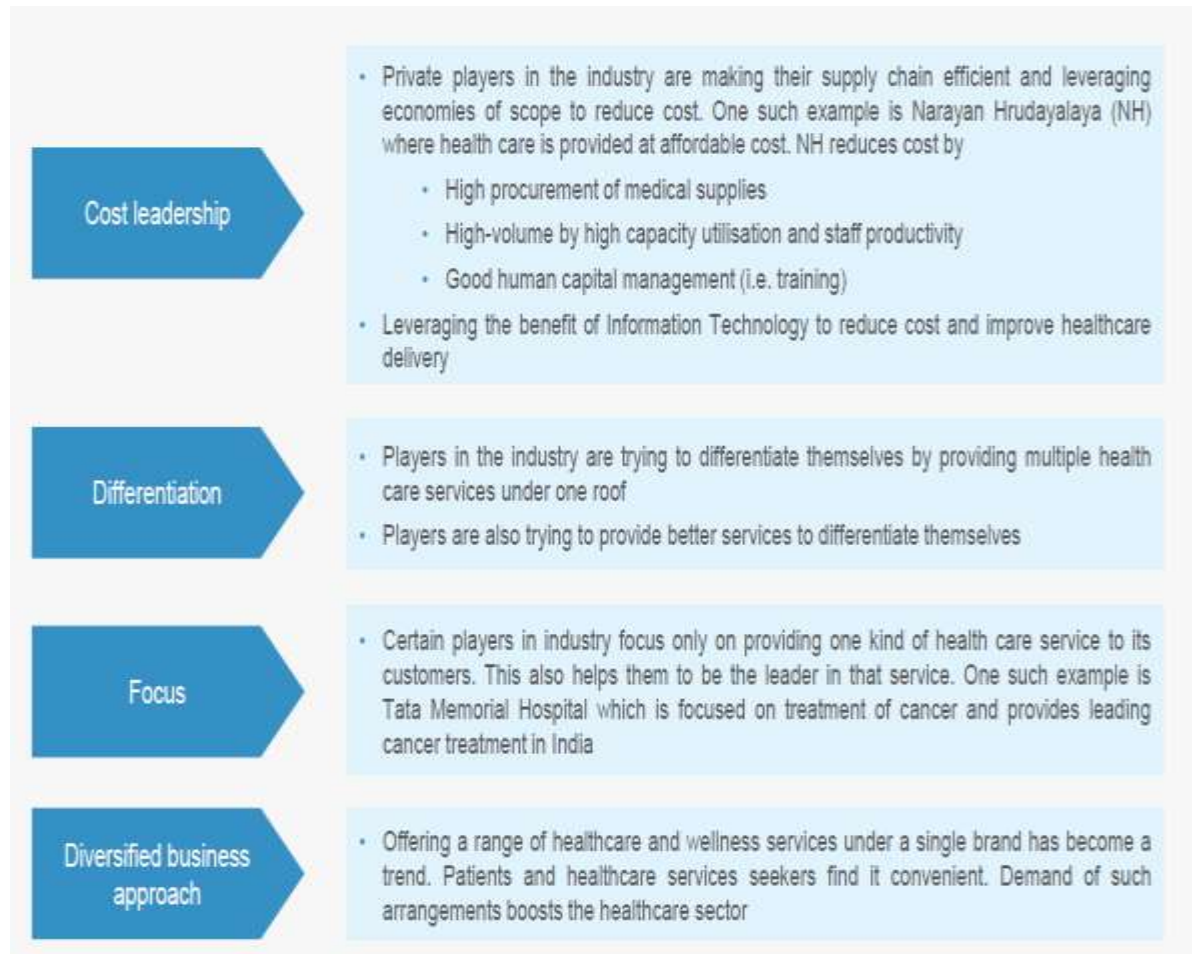 Cost leadership
• Private players in the industry are making their supply chain efficient and leveraging
economies of scope to reduce cost. One such example is Narayan Hrudayalaya (NH)
where health care is provided at affordable cost. NH reduces cost by
• High procurement of medical supplies
• High-volume by high capacity utilisation and staff productivity
• Good human capital management (i.e. training)
• Leveraging the benefit of Information Technology to reduce cost and improve healthcare
delivery
Differentiation
• Players in the industry are trying to differentiate themselves by providing multiple health
care services under one roof
• Players are also trying to provide better services to differentiate themselves
Focus
• Certain players in industry focus only on providing one kind of health care service to its
customers. This also helps them to be the leader in that service. One such example is
Tata Memorial Hospital which is focused on treatment of cancer and provides leading
cancer treatment in India
Diversified business
approach
• Offering a range of healthcare and wellness services under a single brand has become a
trend. Patients and healthcare services seekers find it convenient. Demand of such
arrangements boosts the healthcare sector